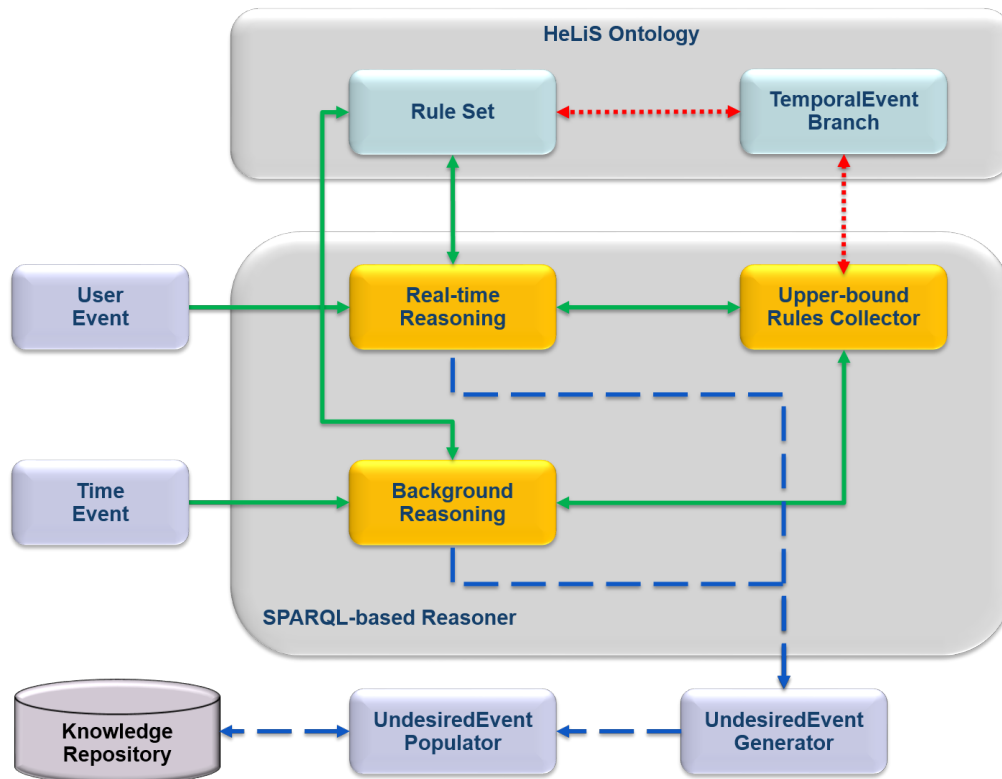 HeLiS Ontology
Rule Set
TemporalEvent
Branch
User
Event
Real-time
Reasoning
Upper-bound
Rules Collector
Time
Event
Background
Reasoning
SPARQL-based Reasoner
Knowledge
Repository
UndesiredEvent
Populator
UndesiredEvent
Generator